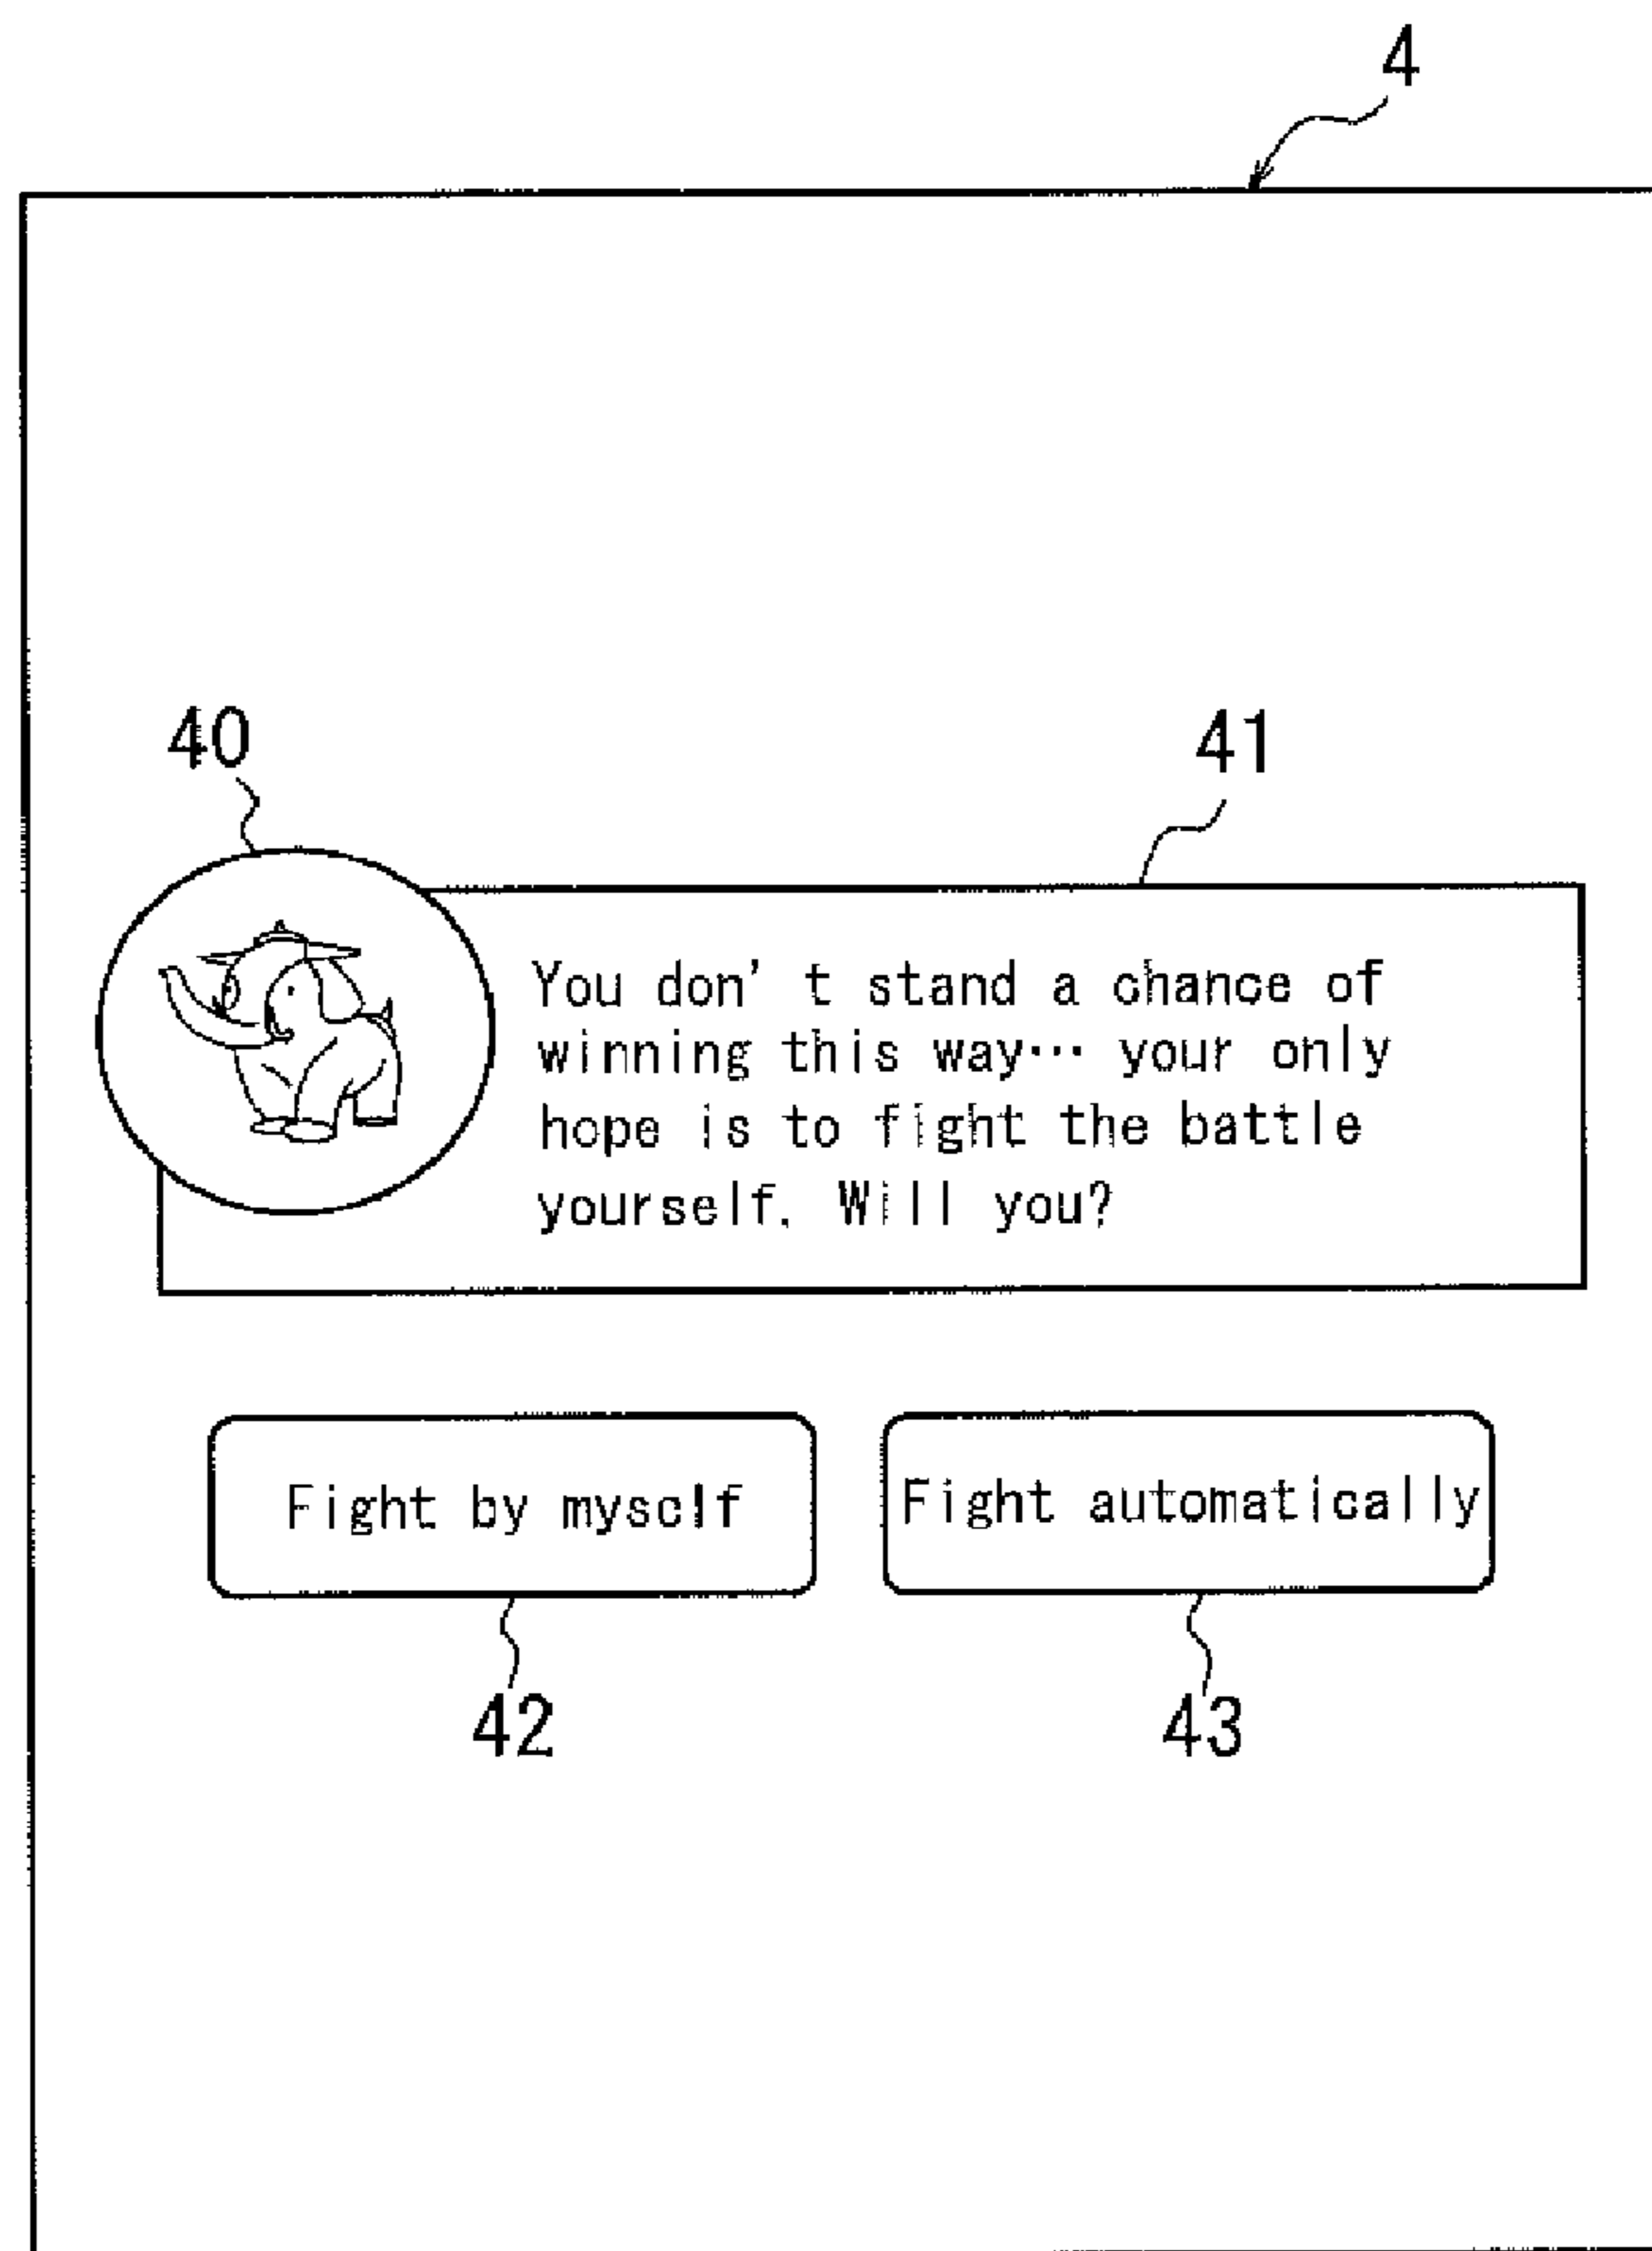 4
40
41
You don't stand a chance of
winning this way… your only
hope is to fight the battle
yourself. Will you?
Fight by myself
Fight automatically
42
43